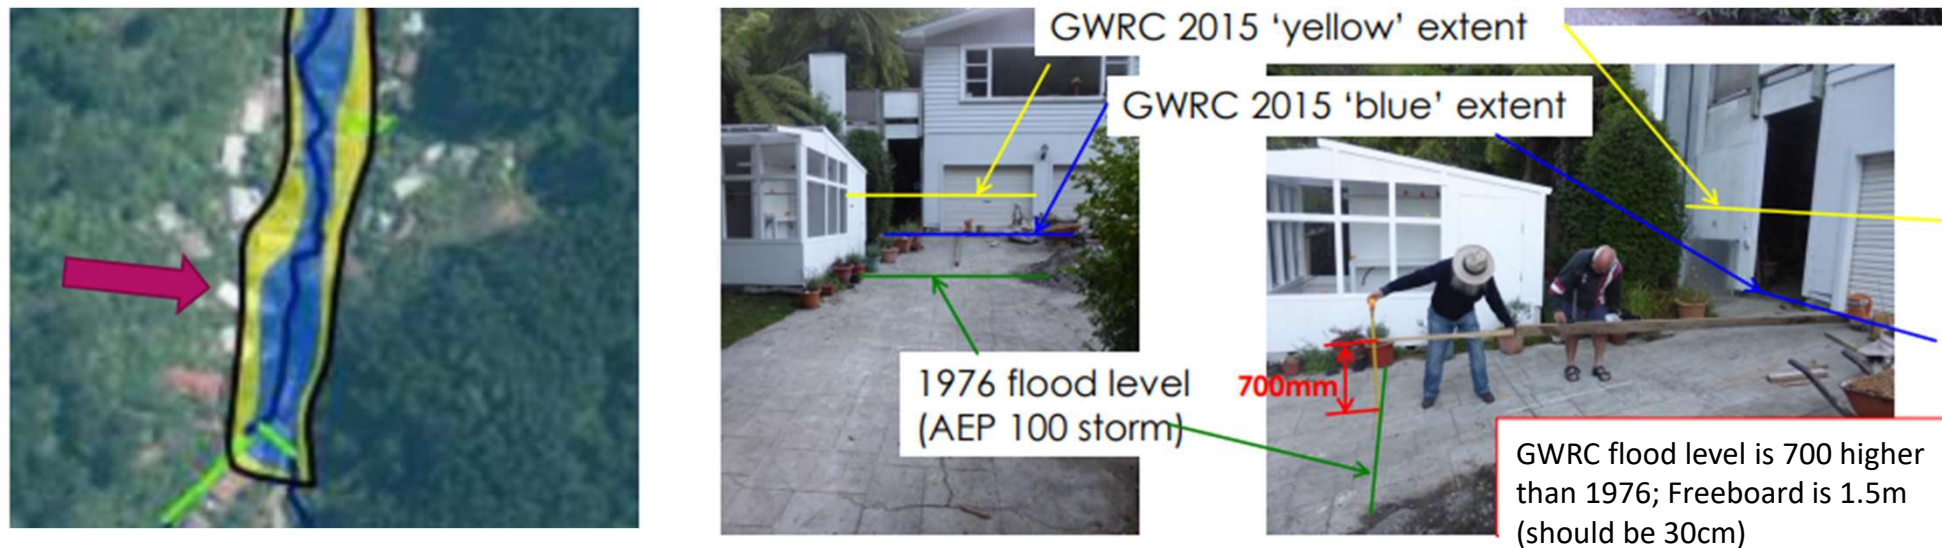 GWRC 2015 ‘yellow’ extent
GWRC 2015 ‘blue’ extent
1976 flood level
(AEP 100 storm)
700mm
GWRC flood level is 700 higher
than 1976; Freeboard is 1.5m
(should be 30cm)